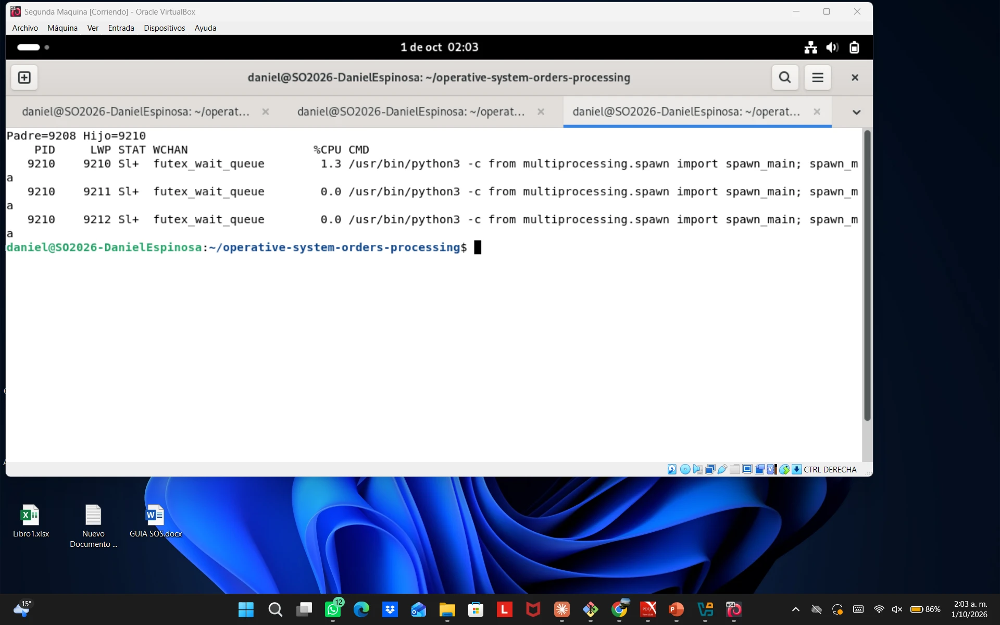 Segunda Maquina [Corriendo] - Oracle VirtualBox
Archivo Máquina Ver Entrada Dispositivos Ayuda
1 de oct 02:03
daniel@SO2026-DanielEspinosa: ~/operative-system-orders-processing
daniel@SO2026-DanielEspinosa: ~/operat...
daniel@SO2026-DanielEspinosa: ~/operat...
daniel@SO2026-DanielEspinosa: ~/operat...
Padre=9208 Hijo=9210
PID LWP STAT WCHAN %CPU CMD
9210 9210 Sl+ futex_wait_queue 1.3 /usr/bin/python3 -c from multiprocessing.spawn import spawn_main; spawn_m
a
9210 9211 Sl+ futex_wait_queue 0.0 /usr/bin/python3 -c from multiprocessing.spawn import spawn_main; spawn_m
a
9210 9212 Sl+ futex_wait_queue 0.0 /usr/bin/python3 -c from multiprocessing.spawn import spawn_main; spawn_m
a
daniel@SO2026-DanielEspinosa:~/operative-system-orders-processing$
CTRL DERECHA
Libro1.xlsx
Nuevo
Documento ...
GUIA SOS.docx
15°
12
86%
2:03 a. m.
1/10/2026